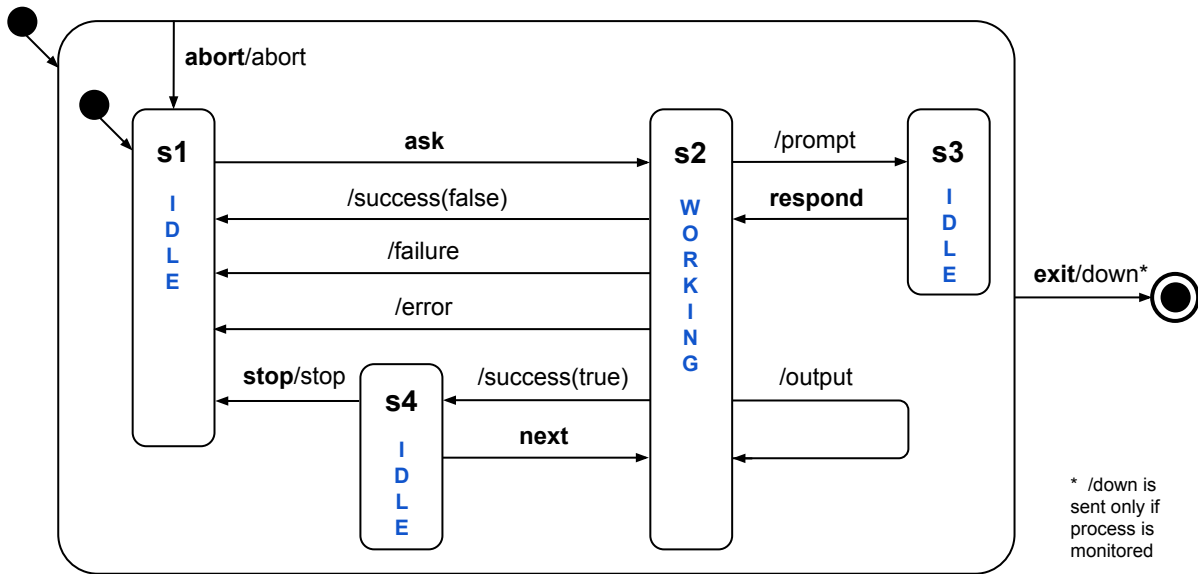 abort/abort
s1
I
D
L
E
ask
s2
W
O
R
K
I
N
G
/prompt
s3
I
D
L
E
/success(false)
respond
/failure
/error
exit/down*
stop/stop
s4
I
D
L
E
/success(true)
/output
next
* /down is
sent only if
process is
monitored